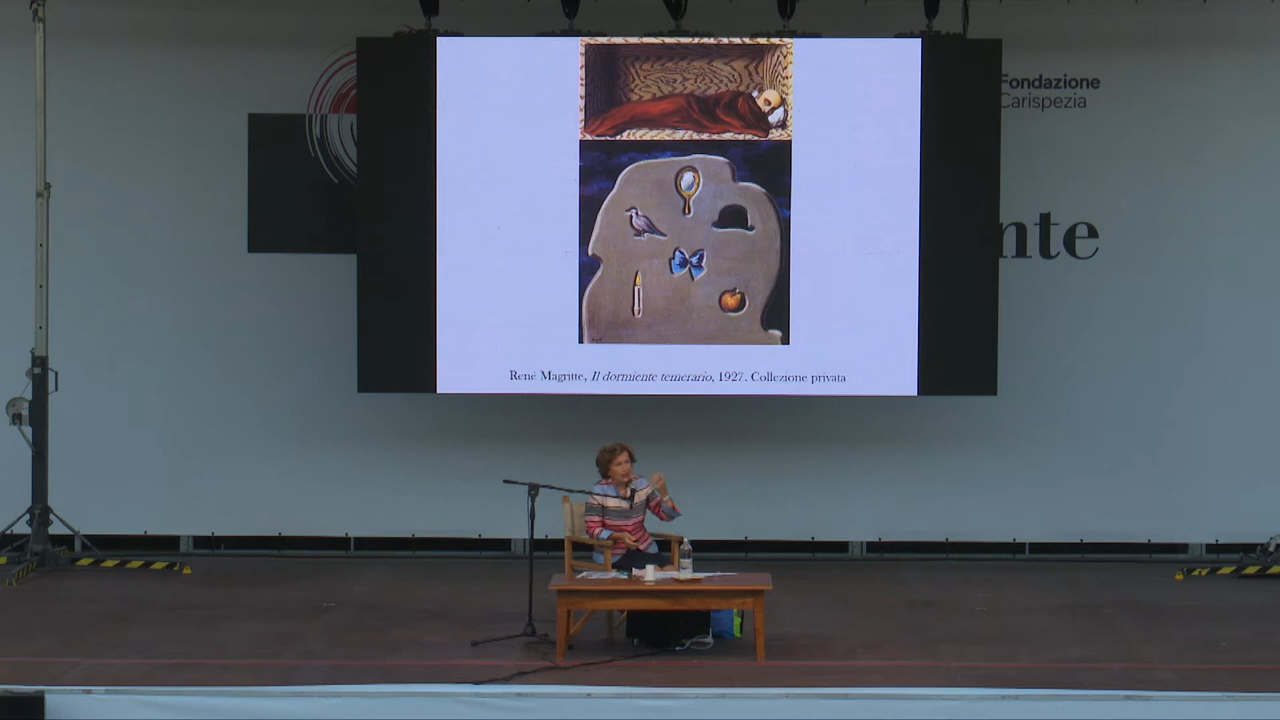 Fondazione
Carispezia
nte
René Magritte, Il dormiente temerario, 1927. Collezione privata